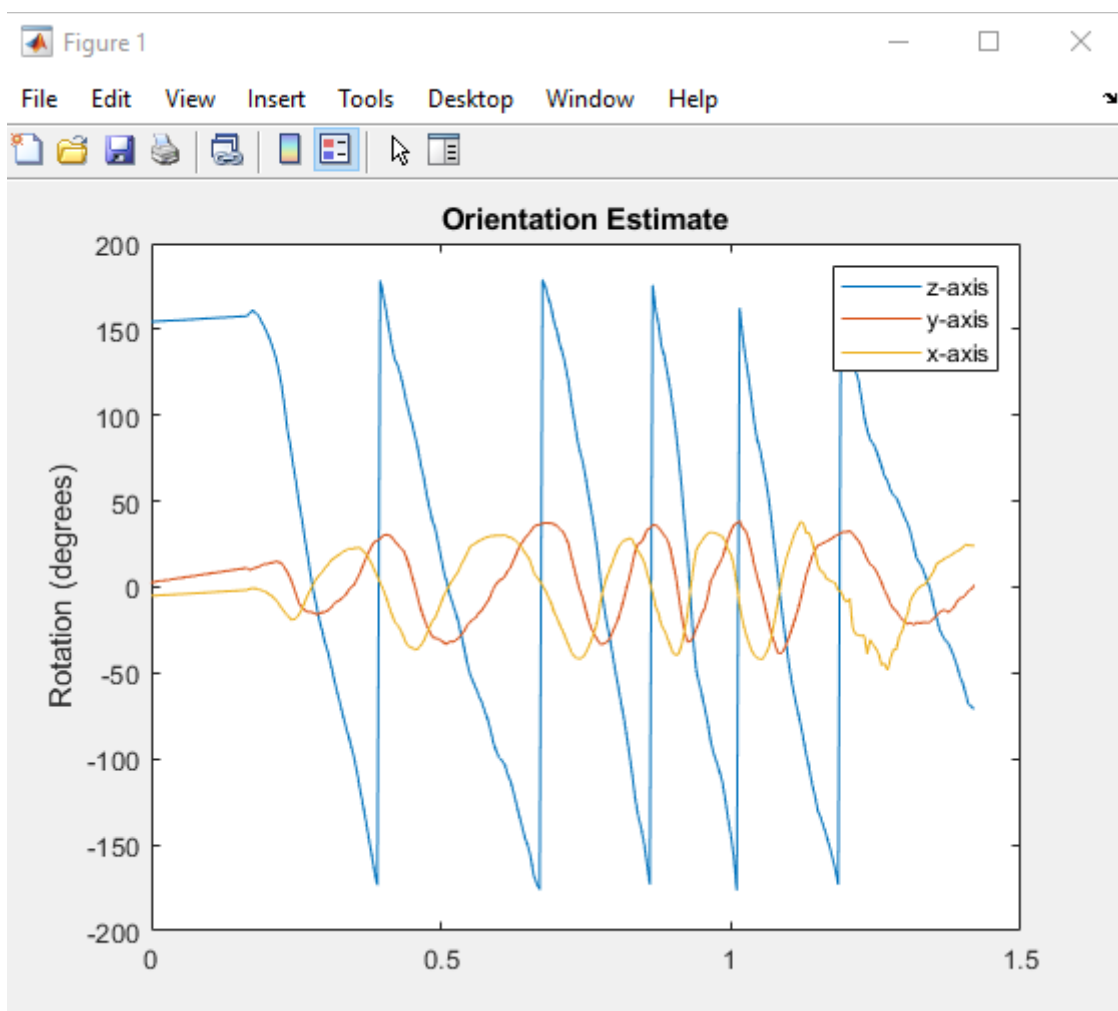 Figure 1
File Edit View Insert Tools Desktop Window Help
Orientation Estimate
200
150
100
50
0
-50
-100
-150
-200
Rotation (degrees)
z-axis
y-axis
x-axis
0 0.5 1 1.5